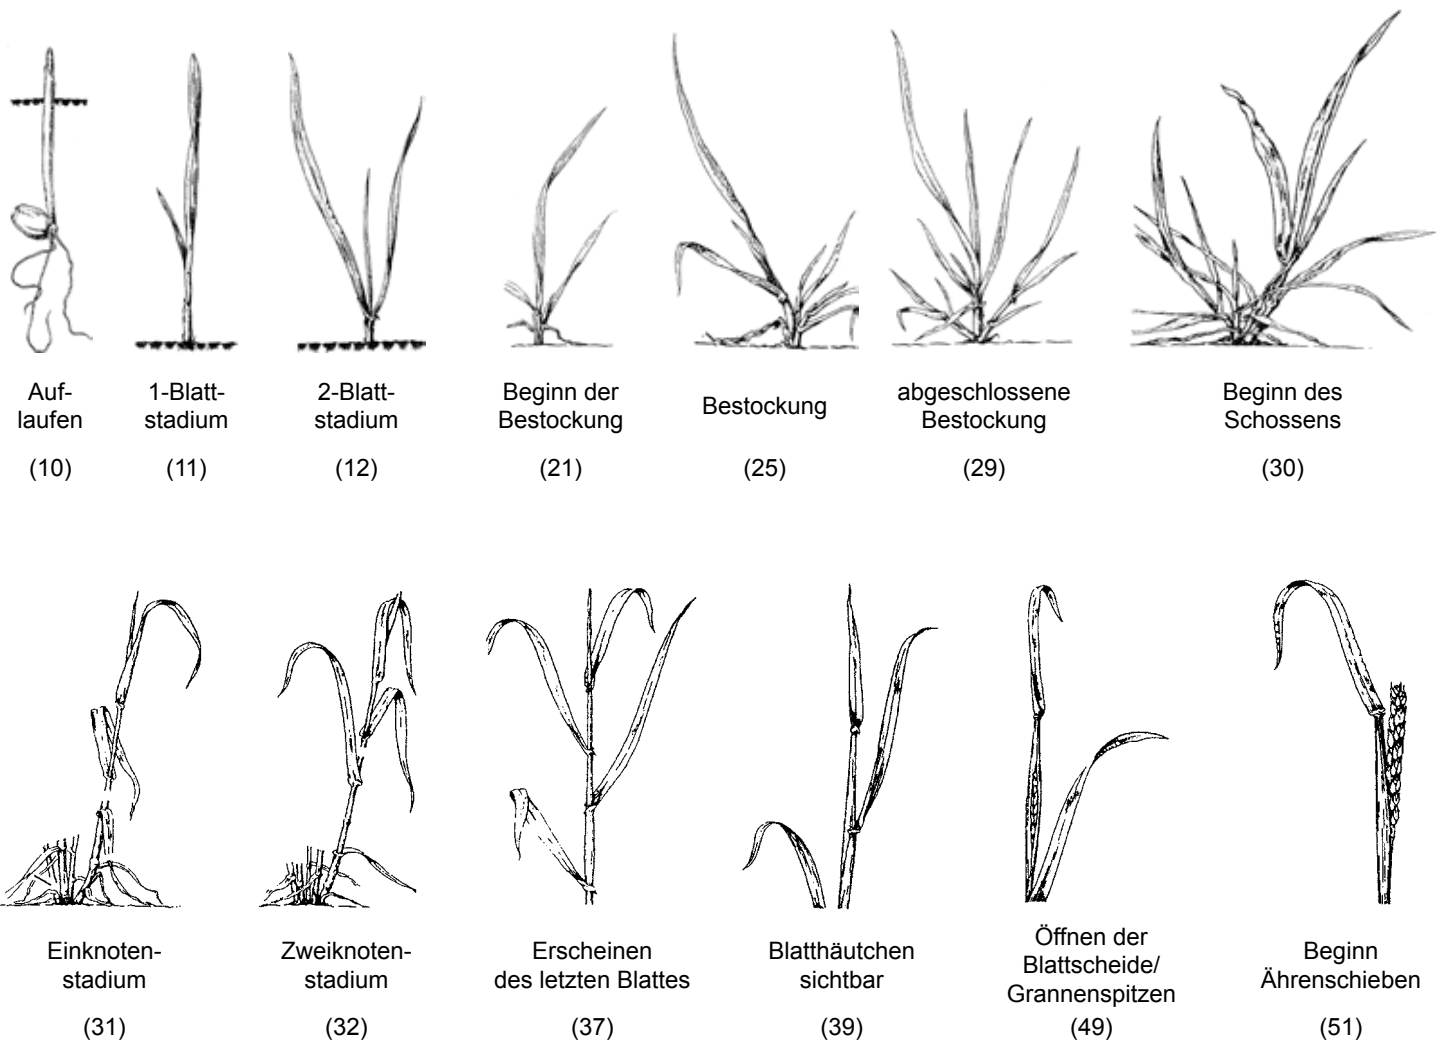 Auf-
laufen
(10)
1-Blatt-
stadium
(11)
2-Blatt-
stadium
(12)
Beginn der
Bestockung
(21)
Bestockung
(25)
abgeschlossene
Bestockung
(29)
Beginn des
Schossens
(30)
Einknoten-
stadium
(31)
Zweiknoten-
stadium
(32)
Erscheinen
des letzten Blattes
(37)
Blatthäutchen
sichtbar
(39)
Öffnen der
Blattscheide/
Grannenspitzen
(49)
Beginn
Ährenschieben
(51)